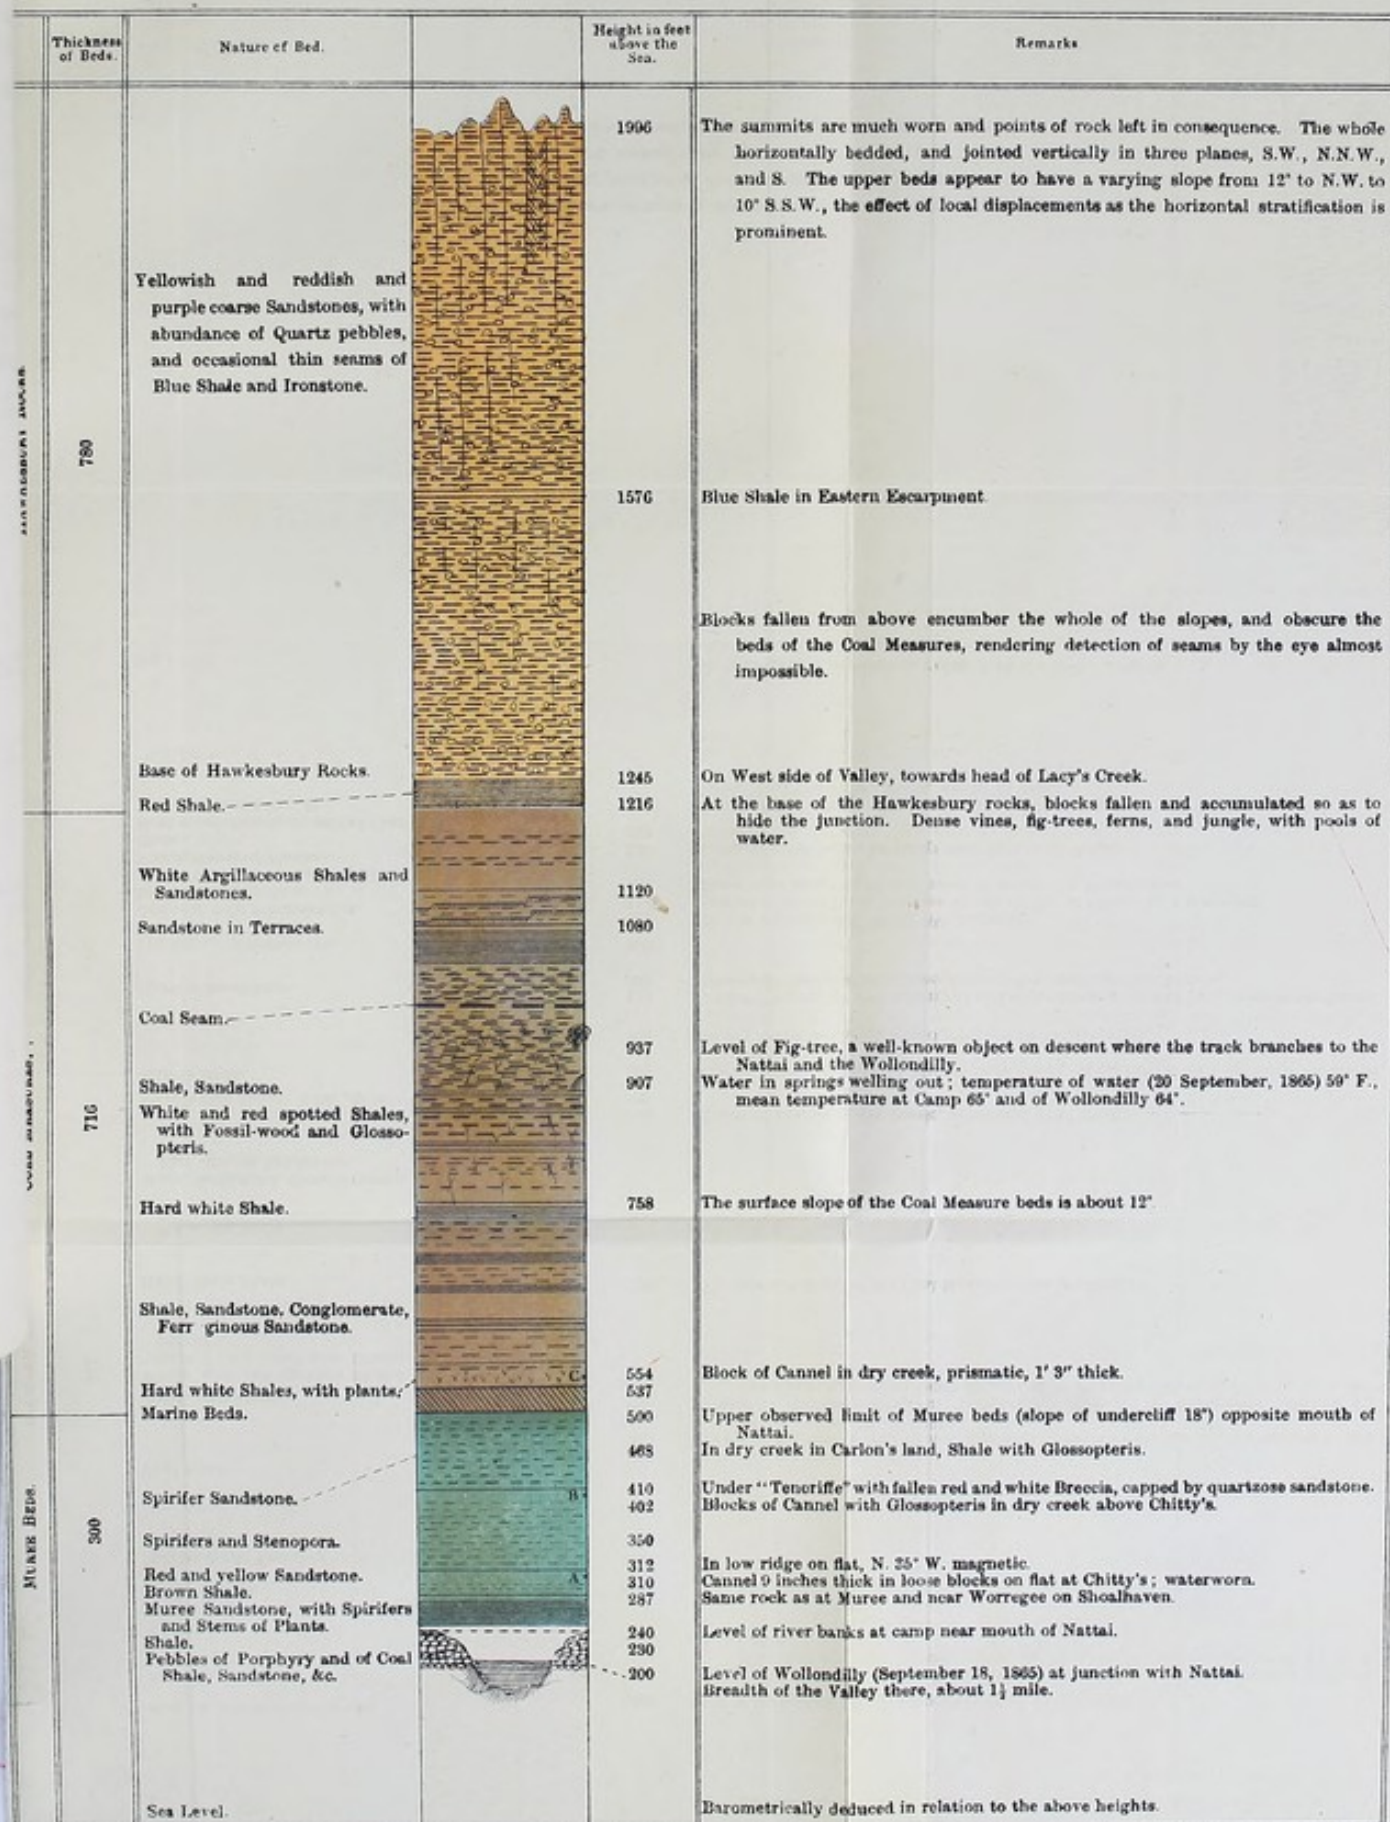 Thickness
of Beds.
Nature of Bed.
Height in feet
above the
Sea.
Remarks
780
716
MUREE BEDS.
300
Yellowish and reddish and
purple coarse Sandstones, with
abundance of Quartz pebbles,
and occasional thin seams of
Blue Shale and Ironstone.
1996
The summits are much worn and points of rock left in consequence. The whole
horizontally bedded, and jointed vertically in three planes, S.W., N.N.W.,
and S. The upper beds appear to have a varying slope from 12° to N.W. to
10° S.S.W., the effect of local displacements as the horizontal stratification is
prominent.
1576
Blue Shale in Eastern Escarpment.
Blocks fallen from above encumber the whole of the slopes, and obscure the
beds of the Coal Measures, rendering detection of seams by the eye almost
impossible.
Base of Hawkesbury Rocks.
1245
On West side of Valley, towards head of Lacy's Creek.
Red Shale.
1216
At the base of the Hawkesbury rocks, blocks fallen and accumulated so as to
hide the junction. Dense vines, fig-trees, ferns, and jungle, with pools of
water.
White Argillaceous Shales and
Sandstones.
1120
Sandstone in Terraces.
1080
Coal Seam.
937
Level of Fig-tree, a well-known object on descent where the track branches to the
Nattai and the Wollondilly.
Shale, Sandstone.
907
Water in springs welling out; temperature of water (20 September, 1865) 59° F.,
mean temperature at Camp 65° and of Wollondilly 64°.
White and red spotted Shales,
with Fossil-wood and Glosso-
pteris.
Hard white Shale.
758
The surface slope of the Coal Measure beds is about 12°
Shale, Sandstone, Conglomerate,
Ferr ginous Sandstone.
C
554
Block of Cannel in dry creek, prismatic, 1' 3" thick.
Hard white Shales, with plants.
537
Marine Beds.
500
Upper observed limit of Muree beds (slope of undercliff 18°) opposite mouth of
Nattai.
468
In dry creek in Carlon's land, Shale with Glossopteris.
Spirifer Sandstone.
B
410
Under "Teneriffe" with fallen red and white Breccia, capped by quartzose sandstone.
402
Blocks of Cannel with Glossopteris in dry creek above Chitty's.
Spirifers and Stenopora.
350
312
In low ridge on flat, N. 25° W. magnetic.
Red and yellow Sandstone.
A
310
Cannel 9 inches thick in loose blocks on flat at Chitty's; waterworn.
Brown Shale.
287
Same rock as at Muree and near Worregee on Shoalhaven.
Muree Sandstone, with Spirifers
and Stems of Plants.
240
Level of river banks at camp near mouth of Nattai.
Shale.
230
Pebbles of Porphyry and of Coal
Shale, Sandstone, &c.
200
Level of Wollondilly (September 18, 1865) at junction with Nattai.
Breadth of the Valley there, about 1½ mile.
Sea Level.
Barometrically deduced in relation to the above heights.